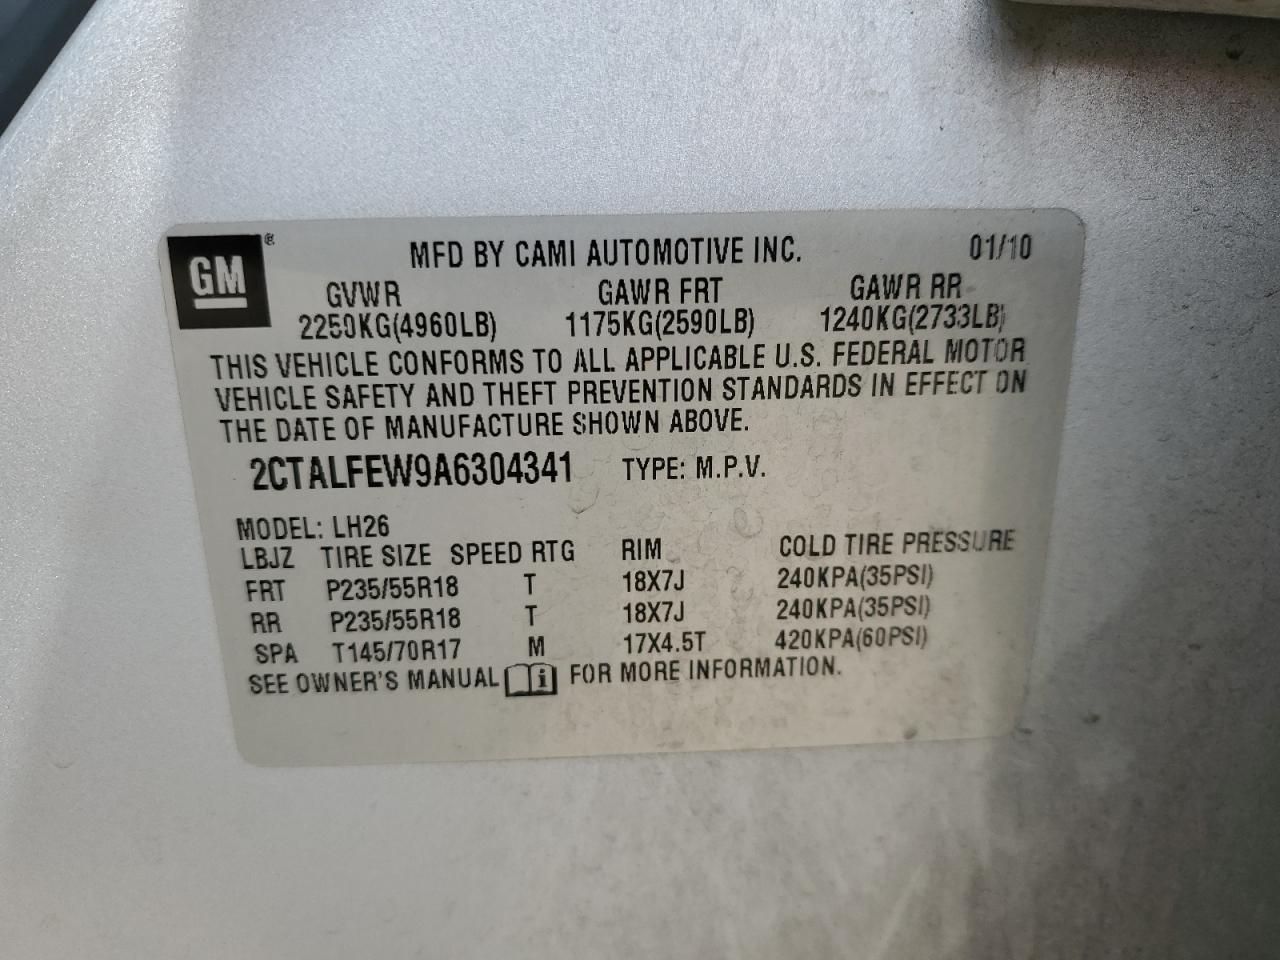 GM ® MFD BY CAMI AUTOMOTIVE INC. 01/10
GVWR GAWR FRT GAWR RR
2250KG(4960LB) 1175KG(2590LB) 1240KG(2733LB)
THIS VEHICLE CONFORMS TO ALL APPLICABLE U.S. FEDERAL MOTOR
VEHICLE SAFETY AND THEFT PREVENTION STANDARDS IN EFFECT ON
THE DATE OF MANUFACTURE SHOWN ABOVE.
2CTALFEW9A6304341 TYPE: M.P.V.
MODEL: LH26
LBJZ TIRE SIZE SPEED RTG RIM COLD TIRE PRESSURE
FRT P235/55R18 T 18X7J 240KPA(35PSI)
RR P235/55R18 T 18X7J 240KPA(35PSI)
SPA T145/70R17 M 17X4.5T 420KPA(60PSI)
SEE OWNER'S MANUAL i FOR MORE INFORMATION.